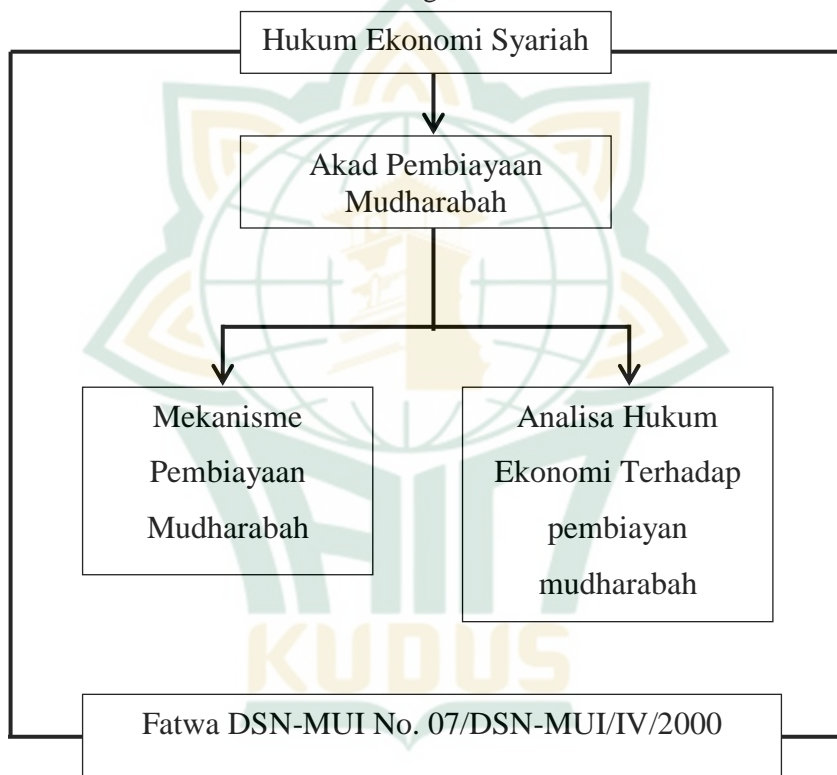 Hukum Ekonomi Syariah
Akad Pembiayaan
Mudharabah
Mekanisme
Pembiayaan
Mudharabah
Analisa Hukum
Ekonomi Terhadap
pembiyan
mudharabah
KUDUS
Fatwa DSN-MUI No. 07/DSN-MUI/IV/2000